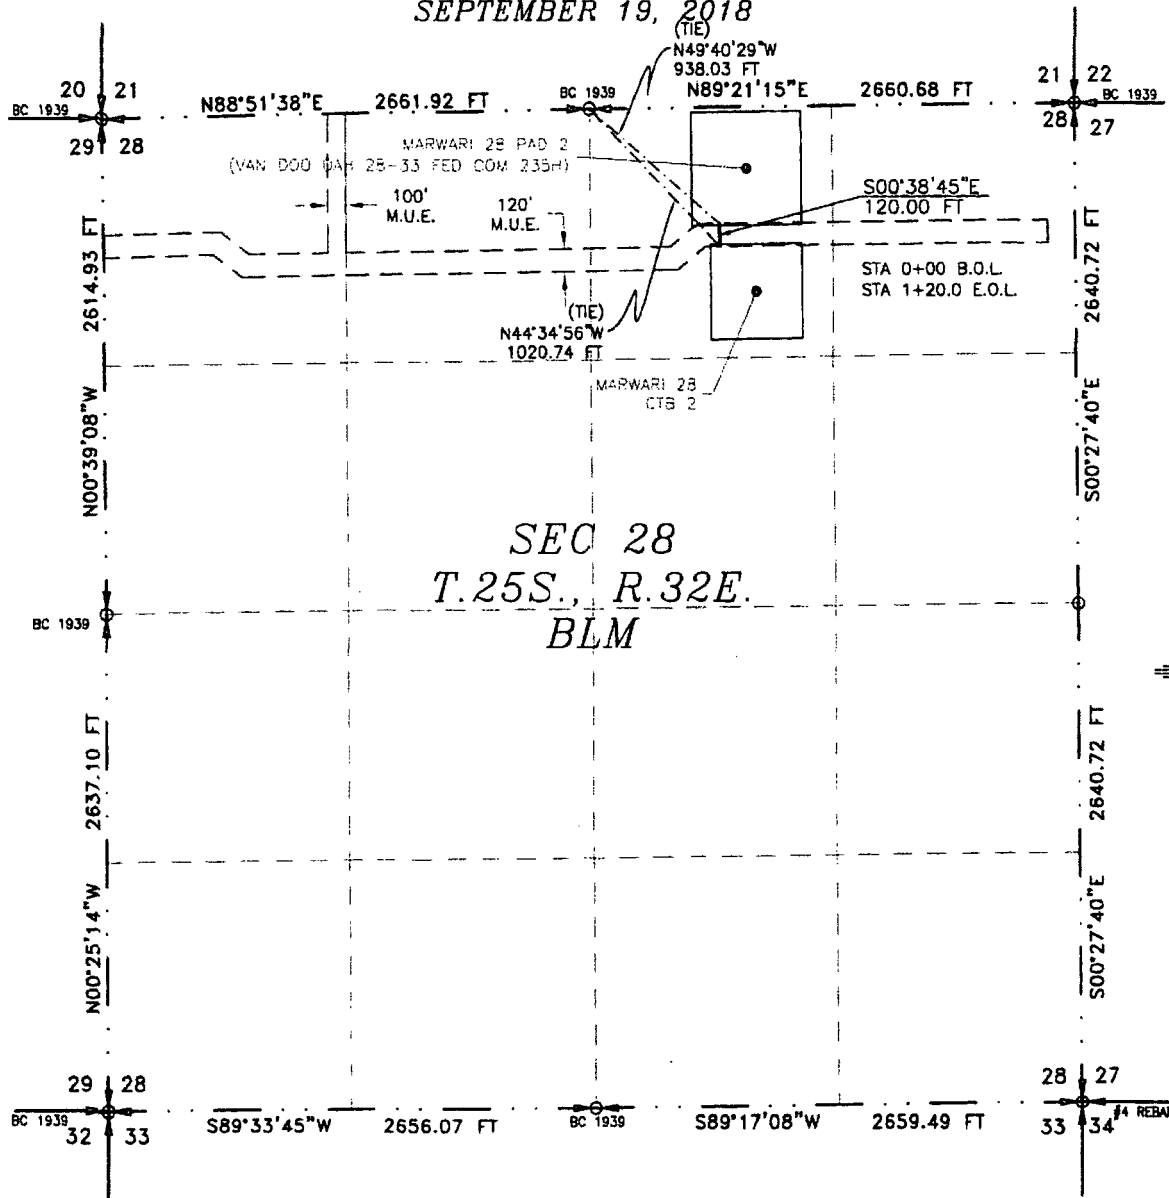 SEPTEMBER 19, 2018
(TIE)
N49°40'29"W
938.03 FT
20 21
BC 1939
29 28
N88°51'38"E 2661.92 FT
BC 1939
N89°21'15"E 2660.68 FT
21 22
BC 1939
28 27
MARWARI 28 PAD 2
28-33 FED COM 235H)
100'
M.U.E.
120'
M.U.E.
S00°38'45"E
120.00 FT
STA 0+00 B.O.L.
STA 1+20.0 E.O.L.
2614.93 FT
2640.72 FT
(TIE)
N44°34'56"W
1020.74 FT
MARWARI 28
CTB 2
N00°39'08"W
S00°27'40"E
SEC 28
T.25S., R.32E.
BLM
BC 1939
2637.10 FT
2640.72 FT
N00°25'14"W
S00°27'40"E
29 28
BC 1939
32 33
S89°33'45"W 2656.07 FT
BC 1939
S89°17'08"W 2659.49 FT
28 27
33 34
#4